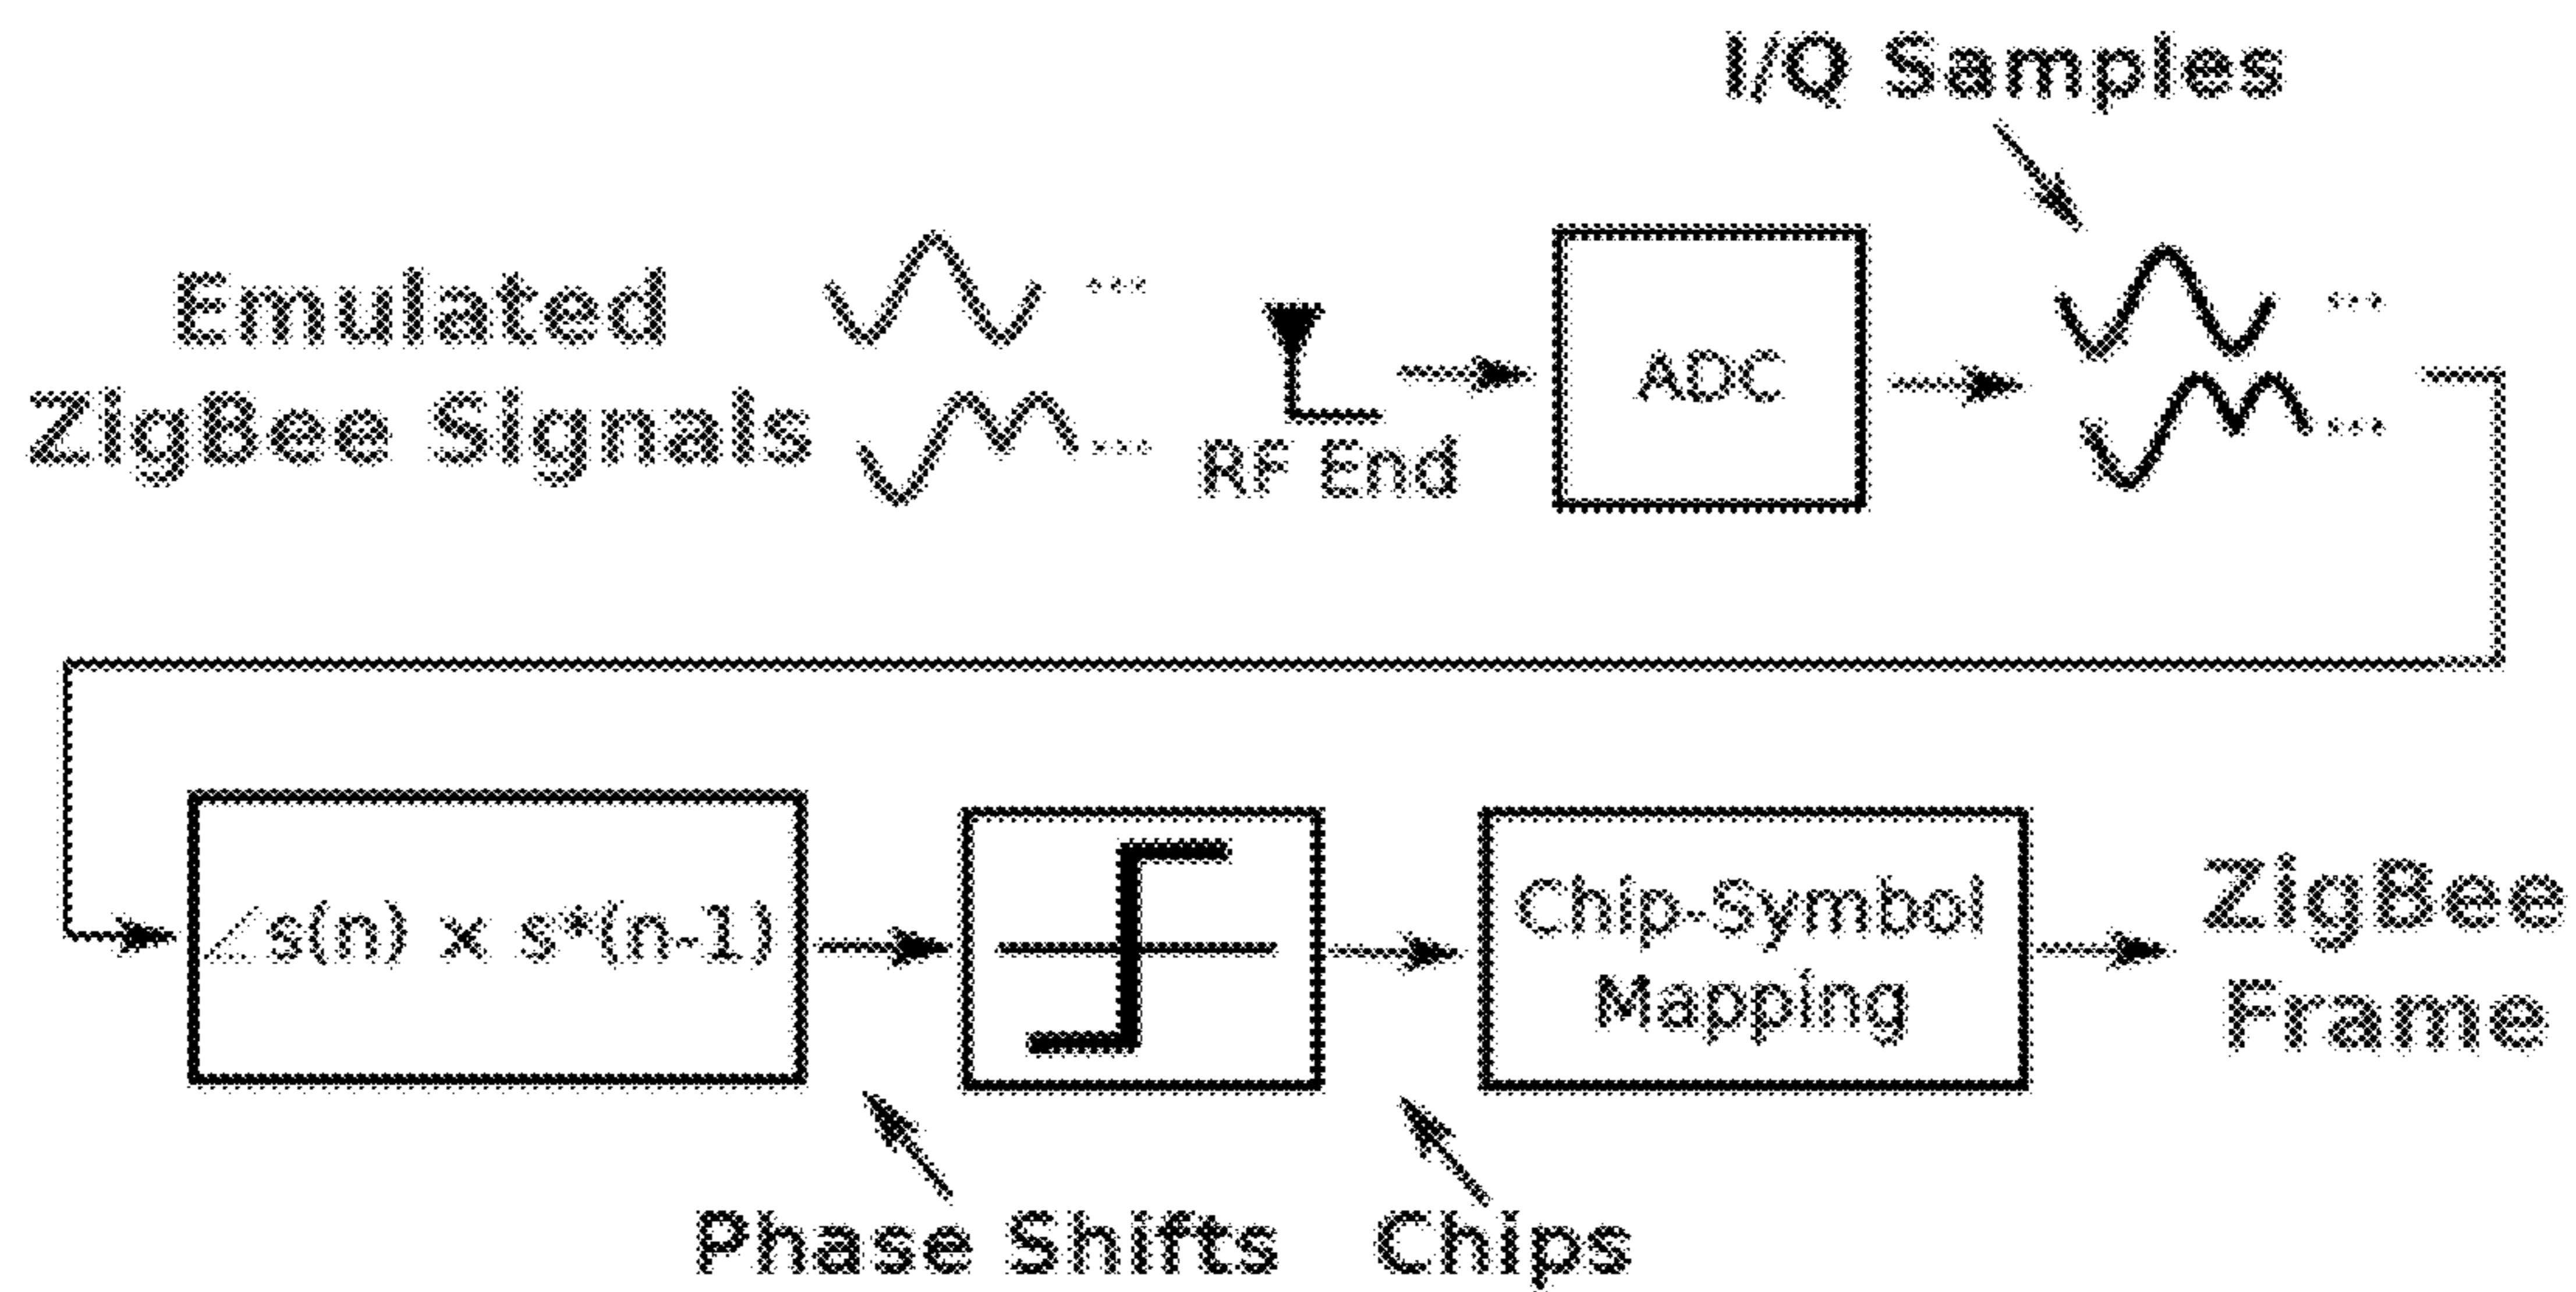 I/Q Samples
Emulated
ZigBee Signals
...
...
RF End
ADC
...
...
∠s(n) × s*(n-1)
Chip-Symbol
Mapping
ZigBee
Frame
Phase Shifts
Chips